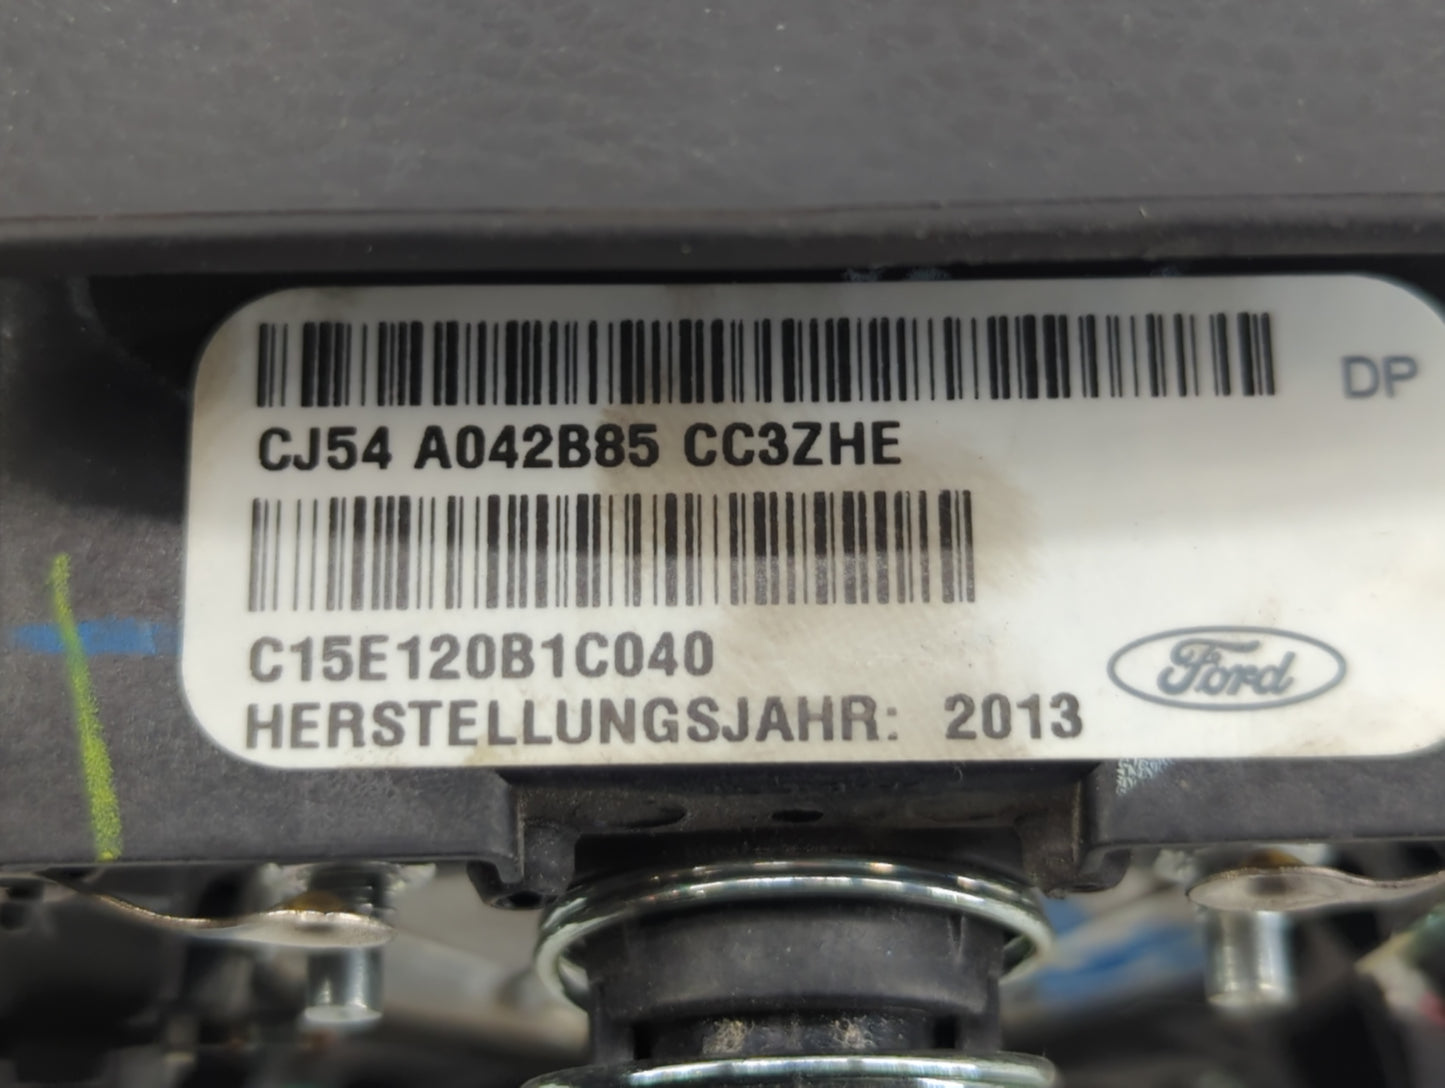 DP
CJ54 A042B85 CC3ZHE
C15E120B1C040
HERSTELLUNGSJAHR: 2013
Ford